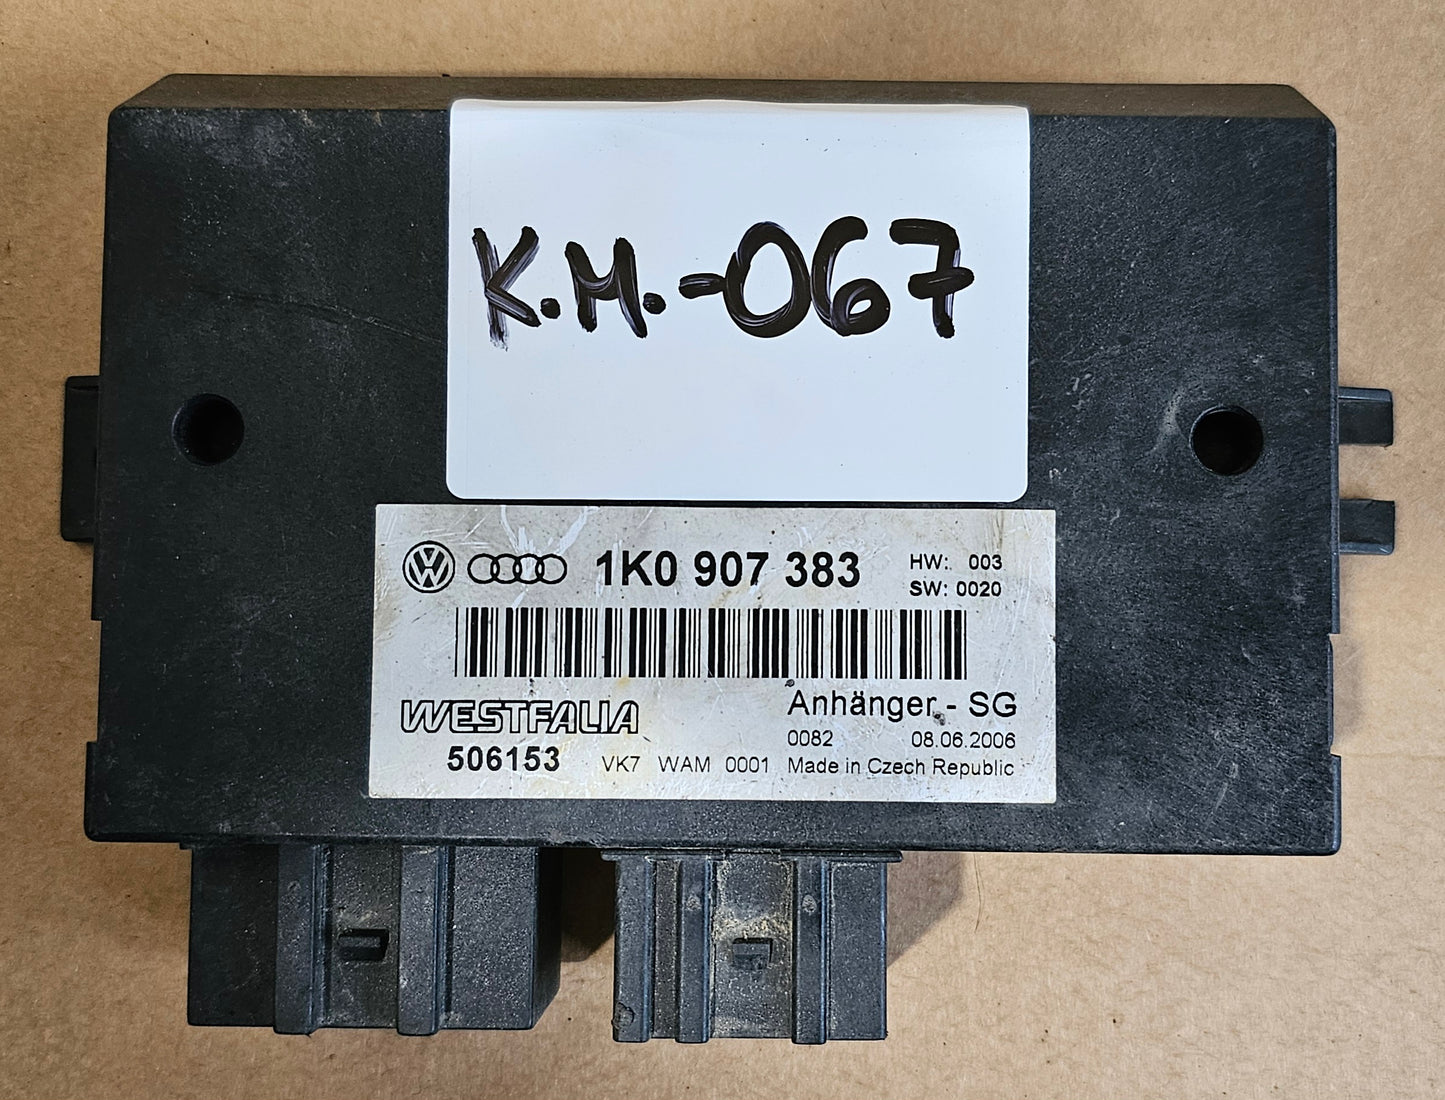 K.M.-067
1K0 907 383
HW: 003
SW: 0020
WESTFALIA
506153
VK7 WAM 0001
Anhänger - SG
0082 08.06.2006
Made in Czech Republic